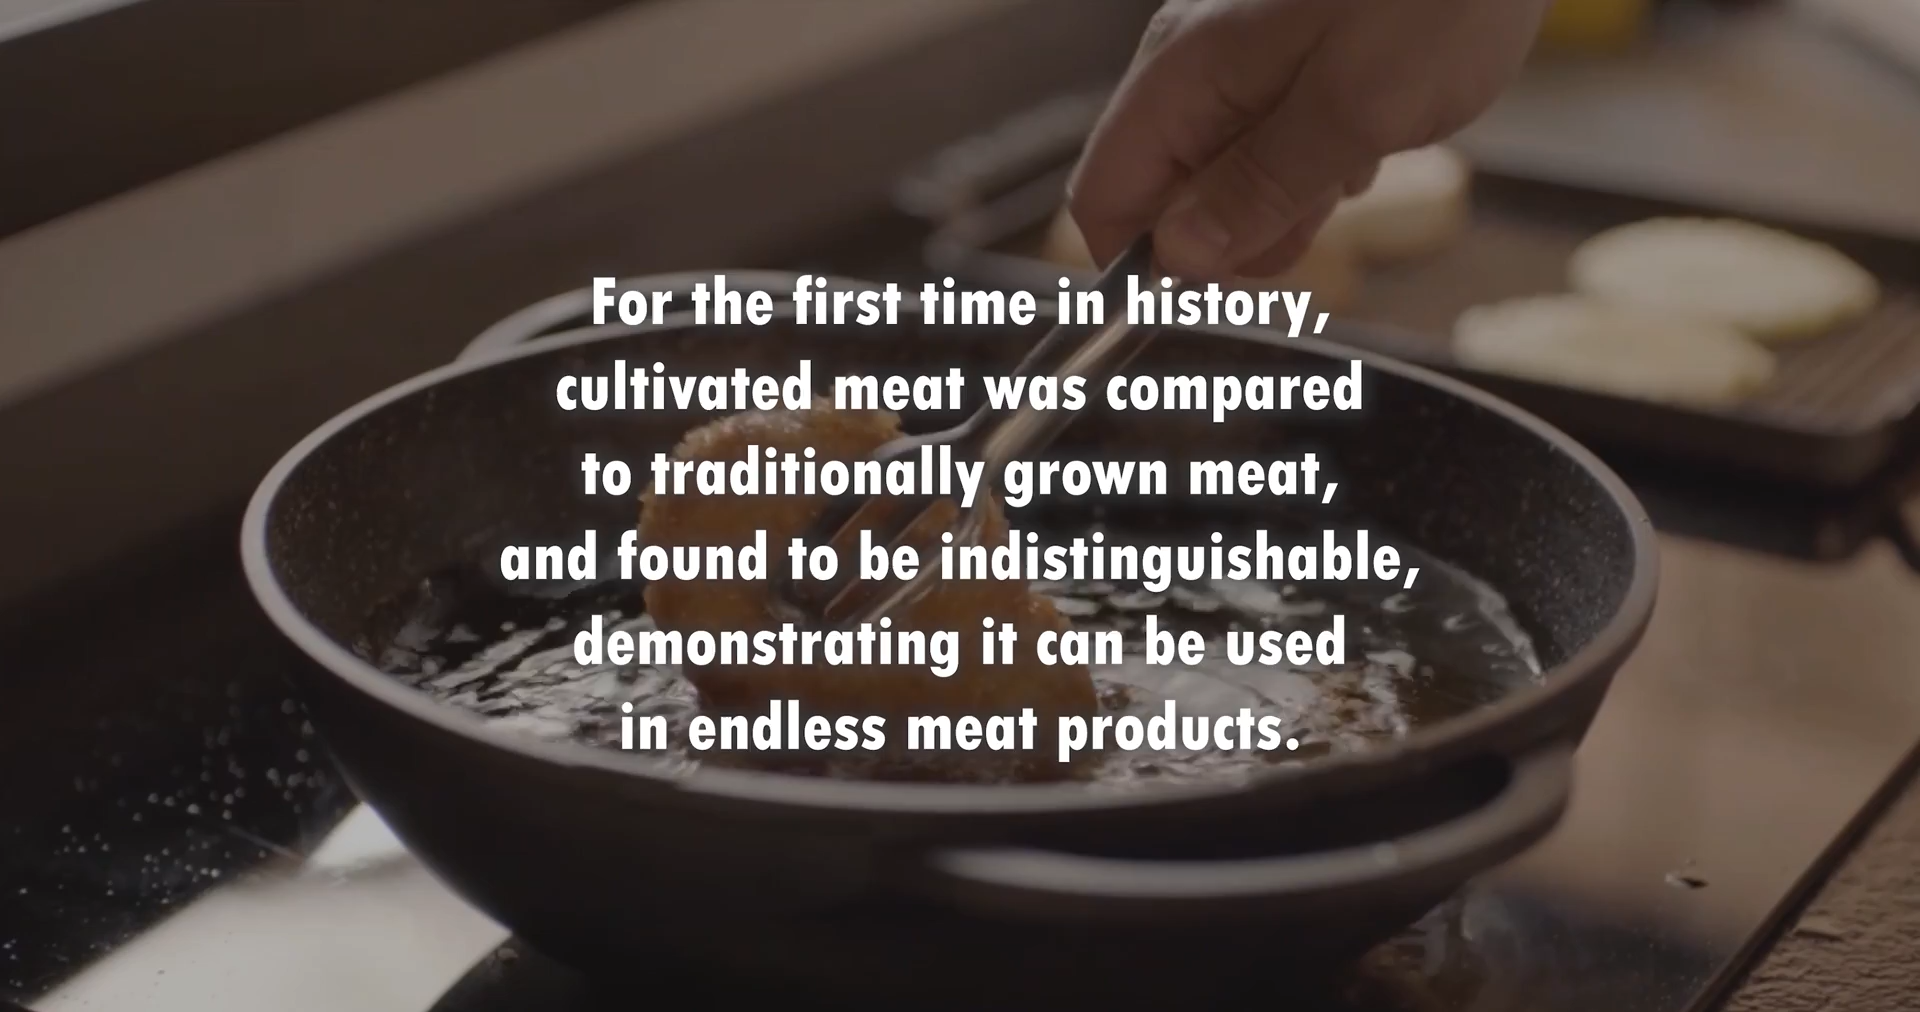 For the first time in history,
cultivated meat was compared
to traditionally grown meat,
and found to be indistinguishable,
demonstrating it can be used
in endless meat products.